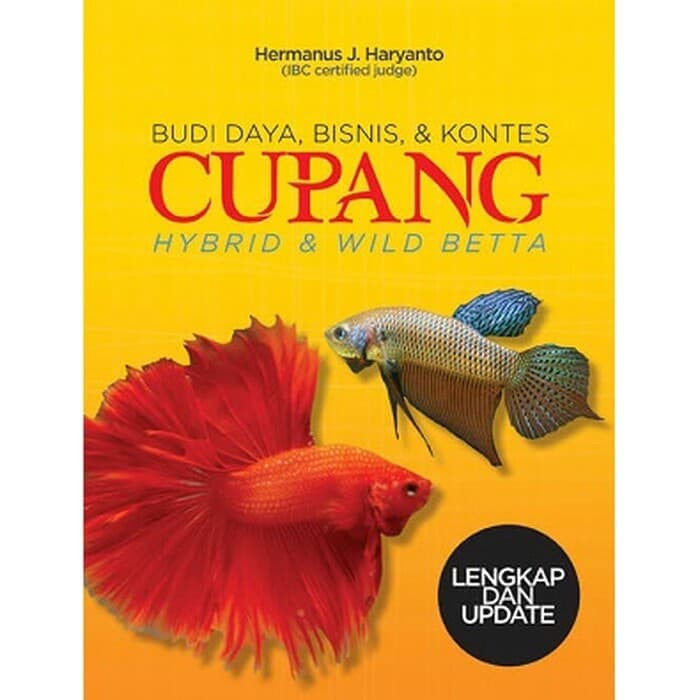 Hermanus J. Haryanto
(IBC certified judge)
BUDI DAYA, BISNIS, & KONTES
CUPANG
HYBRID & WILD BETTA
LENGKAP
DAN
UPDATE